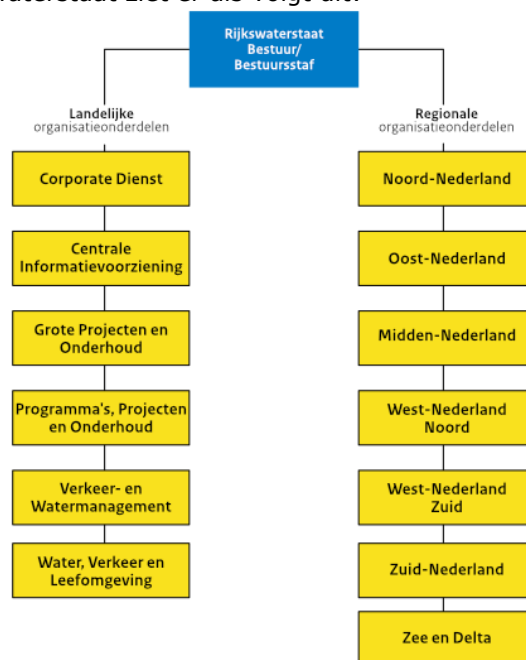 Rijkswaterstaat
Bestuur/
Bestuursstaf
Landelijke
organisatieonderdelen
Corporate Dienst
Centrale
Informatievoorziening
Grote Projecten en
Onderhoud
Programma's, Projecten
en Onderhoud
Verkeer- en
Watermanagement
Water, Verkeer en
Leefomgeving
Regionale
organisatieonderdelen
Noord-Nederland
Oost-Nederland
Midden-Nederland
West-Nederland
Noord
West-Nederland
Zuid
Zuid-Nederland
Zee en Delta